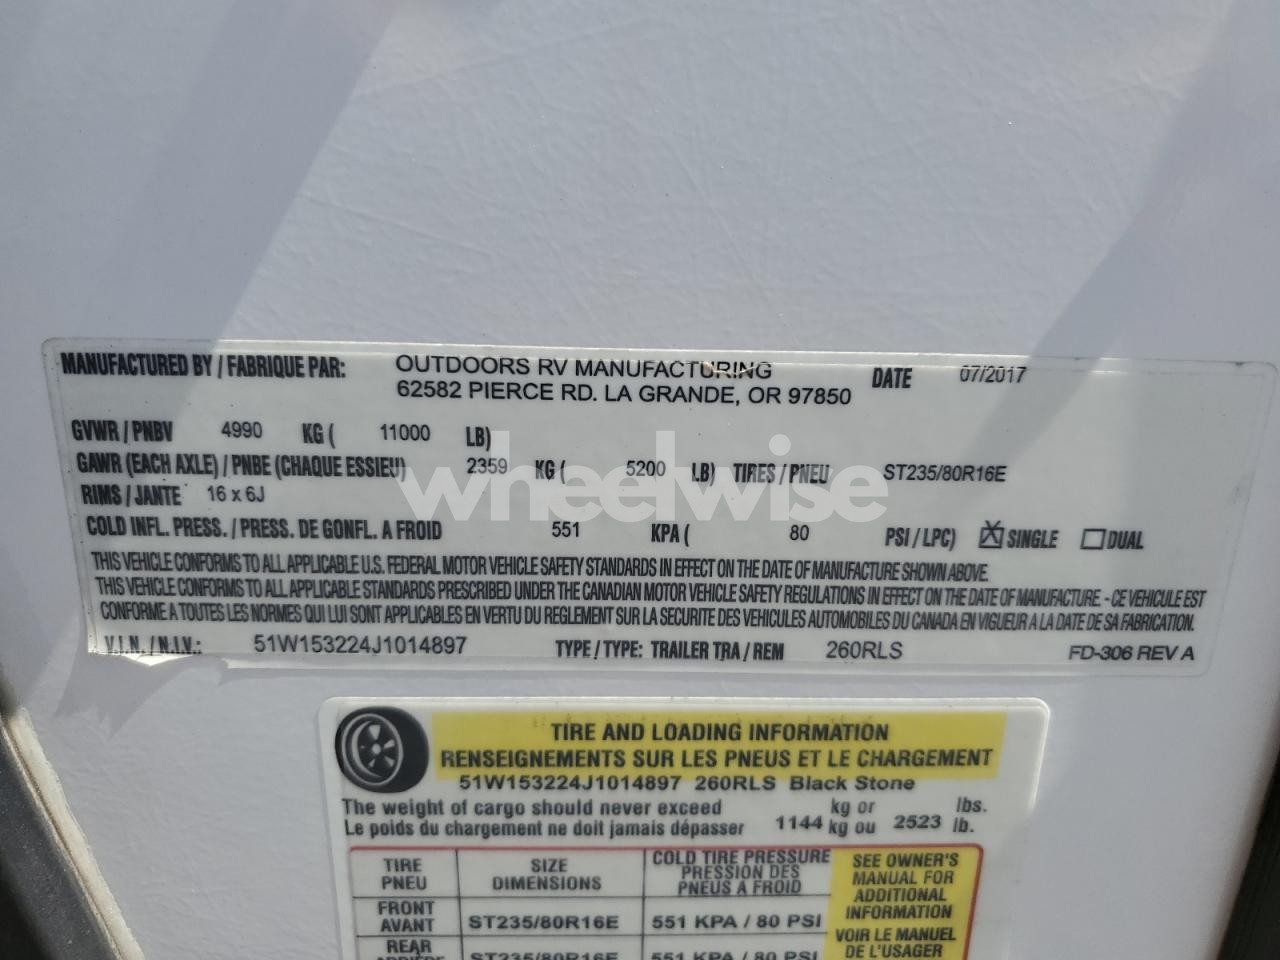 MANUFACTURED BY / FABRIQUE PAR: OUTDOORS RV MANUFACTURING DATE 07/2017
62582 PIERCE RD. LA GRANDE, OR 97850
GVWR / PNBV 4990 KG ( 11000 LB)
GAWR (EACH AXLE) / PNBE (CHAQUE ESSIEU) 2359 KG ( 5200 LB) TIRES / PNEU ST235/80R16E
RIMS / JANTE 16 x 6J
wheelwise
COLD INFL. PRESS. / PRESS. DE GONFL. A FROID 551 KPA ( 80 PSI / LPC) ☒ SINGLE ☐ DUAL
THIS VEHICLE CONFORMS TO ALL APPLICABLE U.S. FEDERAL MOTOR VEHICLE SAFETY STANDARDS IN EFFECT ON THE DATE OF MANUFACTURE SHOWN ABOVE.
THIS VEHICLE CONFORMS TO ALL APPLICABLE STANDARDS PRESCRIBED UNDER THE CANADIAN MOTOR VEHICLE SAFETY REGULATIONS IN EFFECT ON THE DATE OF MANUFACTURE. - CE VEHICULE EST
CONFORME A TOUTES LES NORMES QUI LUI SONT APPLICABLES EN VERTU DU REGLEMENT SUR LA SECURITE DES VEHICULES AUTOMOBILES DU CANADA EN VIGUEUR A LA DATE DE SA FABRICATION.
V.I.N. / N.I.V.: 51W153224J1014897 TYPE / TYPE: TRAILER TRA / REM 260RLS FD-306 REV A
TIRE AND LOADING INFORMATION
RENSEIGNEMENTS SUR LES PNEUS ET LE CHARGEMENT
51W153224J1014897 260RLS Black Stone
The weight of cargo should never exceed kg or lbs.
Le poids du chargement ne doit jamais dépasser 1144 kg ou 2523 lb.
TIRE SIZE COLD TIRE PRESSURE
PNEU DIMENSIONS PRESSION DES
PNEUS A FROID
SEE OWNER'S
MANUAL FOR
ADDITIONAL
INFORMATION
VOIR LE MANUEL
DE L'USAGER
FRONT
AVANT ST235/80R16E 551 KPA / 80 PSI
REAR
ARRIÈRE ST235/80R16E 551 KPA / 80 PSI